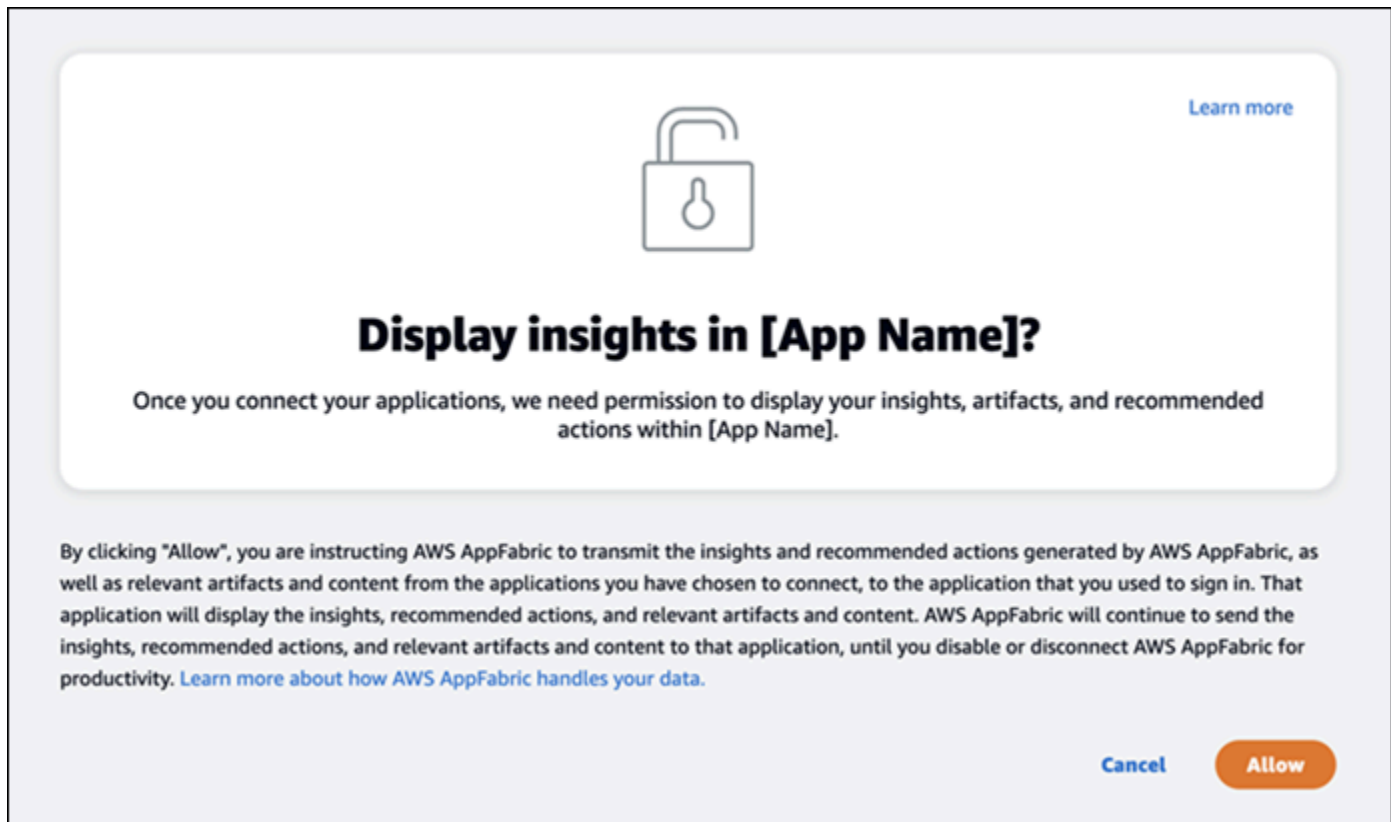 Learn more
Display insights in [App Name]?
Once you connect your applications, we need permission to display your insights, artifacts, and recommended
actions within [App Name].
By clicking "Allow", you are instructing AWS AppFabric to transmit the insights and recommended actions generated by AWS AppFabric, as
well as relevant artifacts and content from the applications you have chosen to connect, to the application that you used to sign in. That
application will display the insights, recommended actions, and relevant artifacts and content. AWS AppFabric will continue to send the
insights, recommended actions, and relevant artifacts and content to that application, until you disable or disconnect AWS AppFabric for
productivity. Learn more about how AWS AppFabric handles your data.
Cancel
Allow